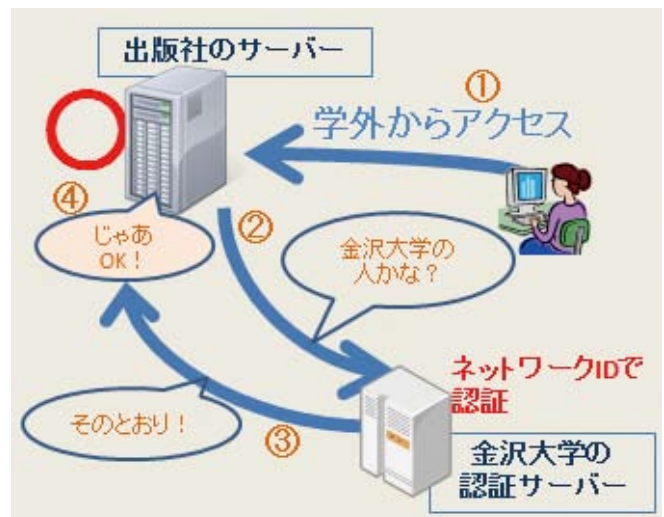 出版社のサーバー
①
学外からアクセス
④
じゃあ
OK！
②
金沢大学の
人かな？
ネットワークIDで
認証
そのとおり！
③
金沢大学の
認証サーバー